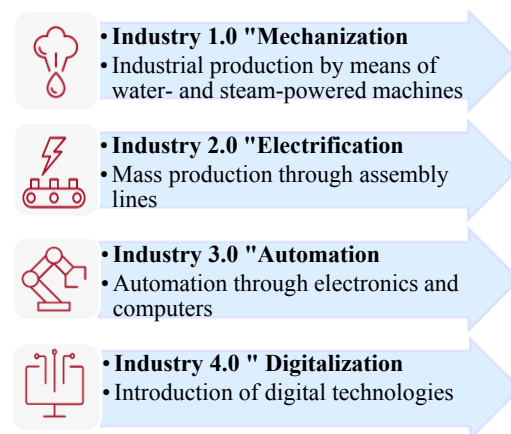 • Industry 1.0 "Mechanization
• Industrial production by means of
water- and steam-powered machines
• Industry 2.0 "Electrification
• Mass production through assembly
lines
• Industry 3.0 "Automation
• Automation through electronics and
computers
• Industry 4.0 " Digitalization
• Introduction of digital technologies